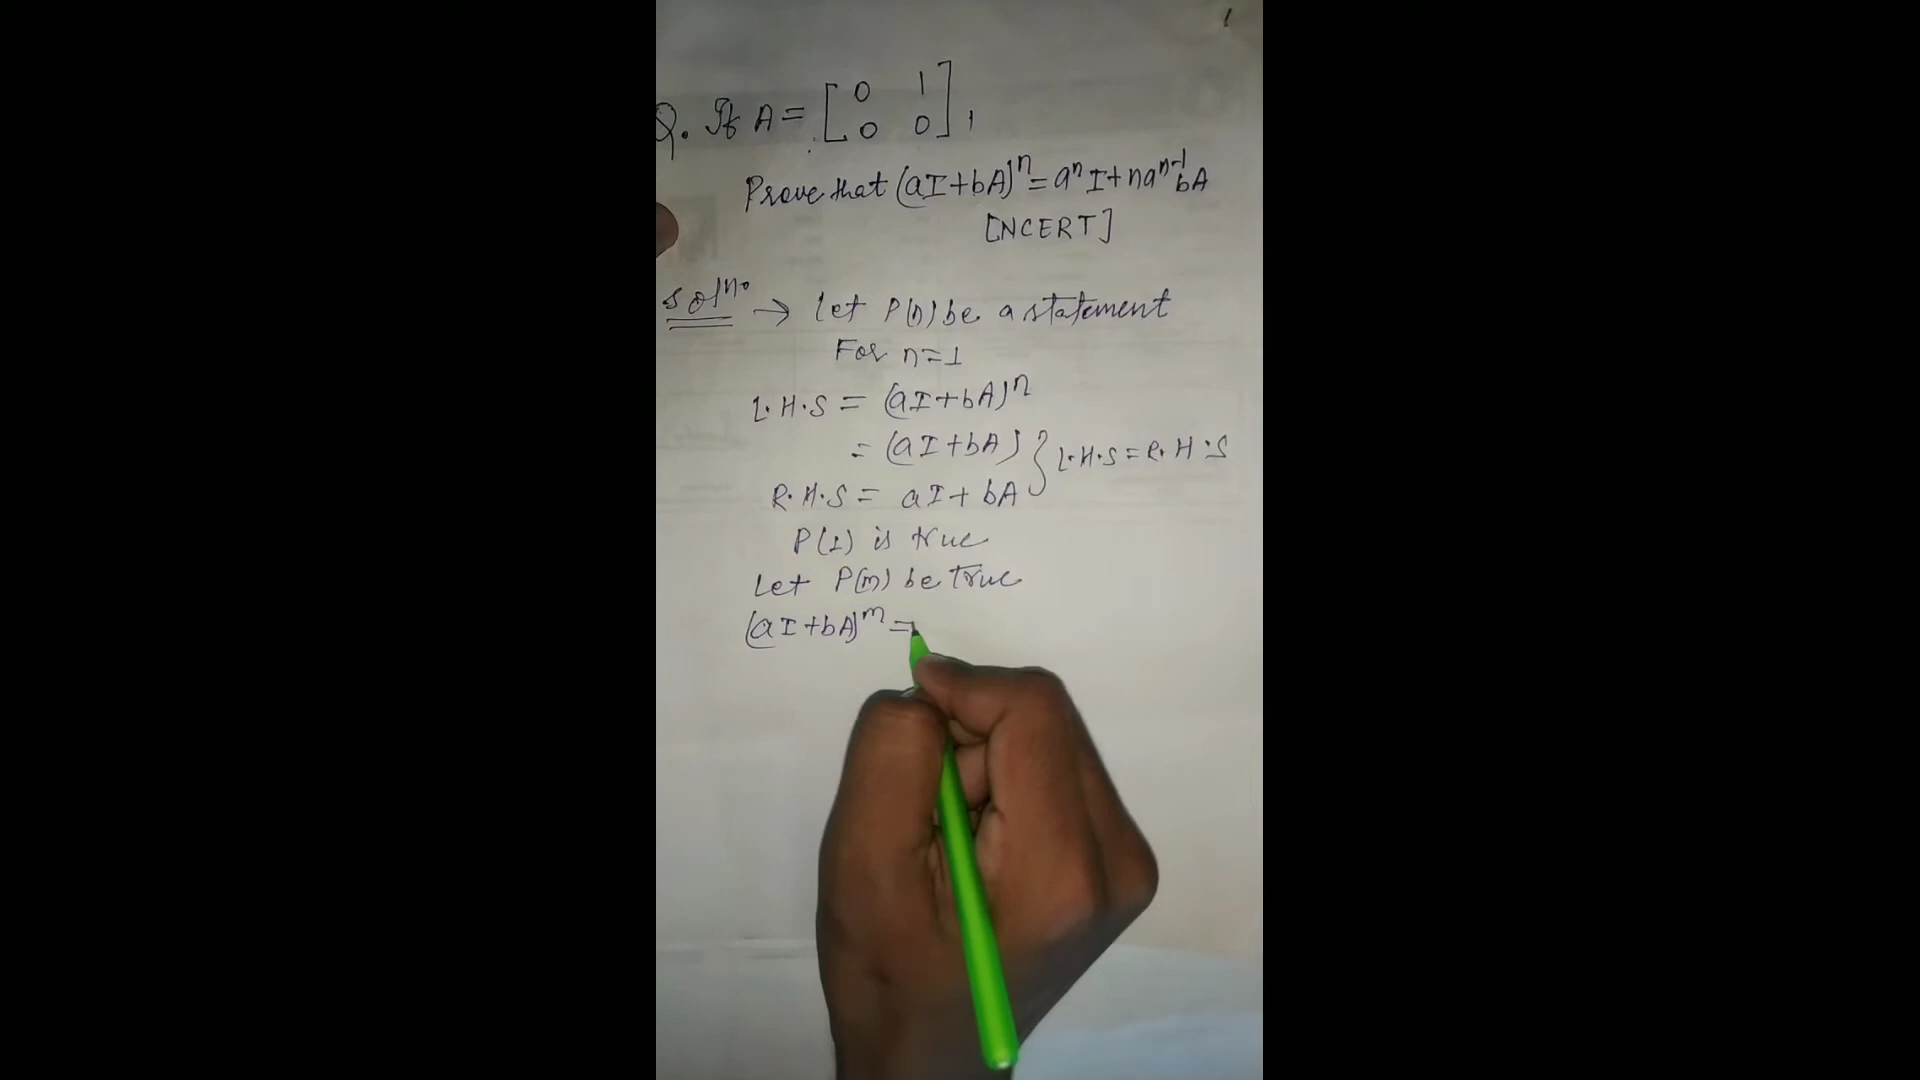 Q. If A = [ 0 1
0 0 ],
Prove that (aI+bA)^n = a^n I + na^n-1 bA
[NCERT]
Soln. → Let P(n) be a statement
For n=1
L.H.S = (aI+bA)^n
= (aI+bA) } L.H.S = R.H.S
R.H.S = aI + bA
P(1) is true
Let P(m) be true
(aI+bA)^m =